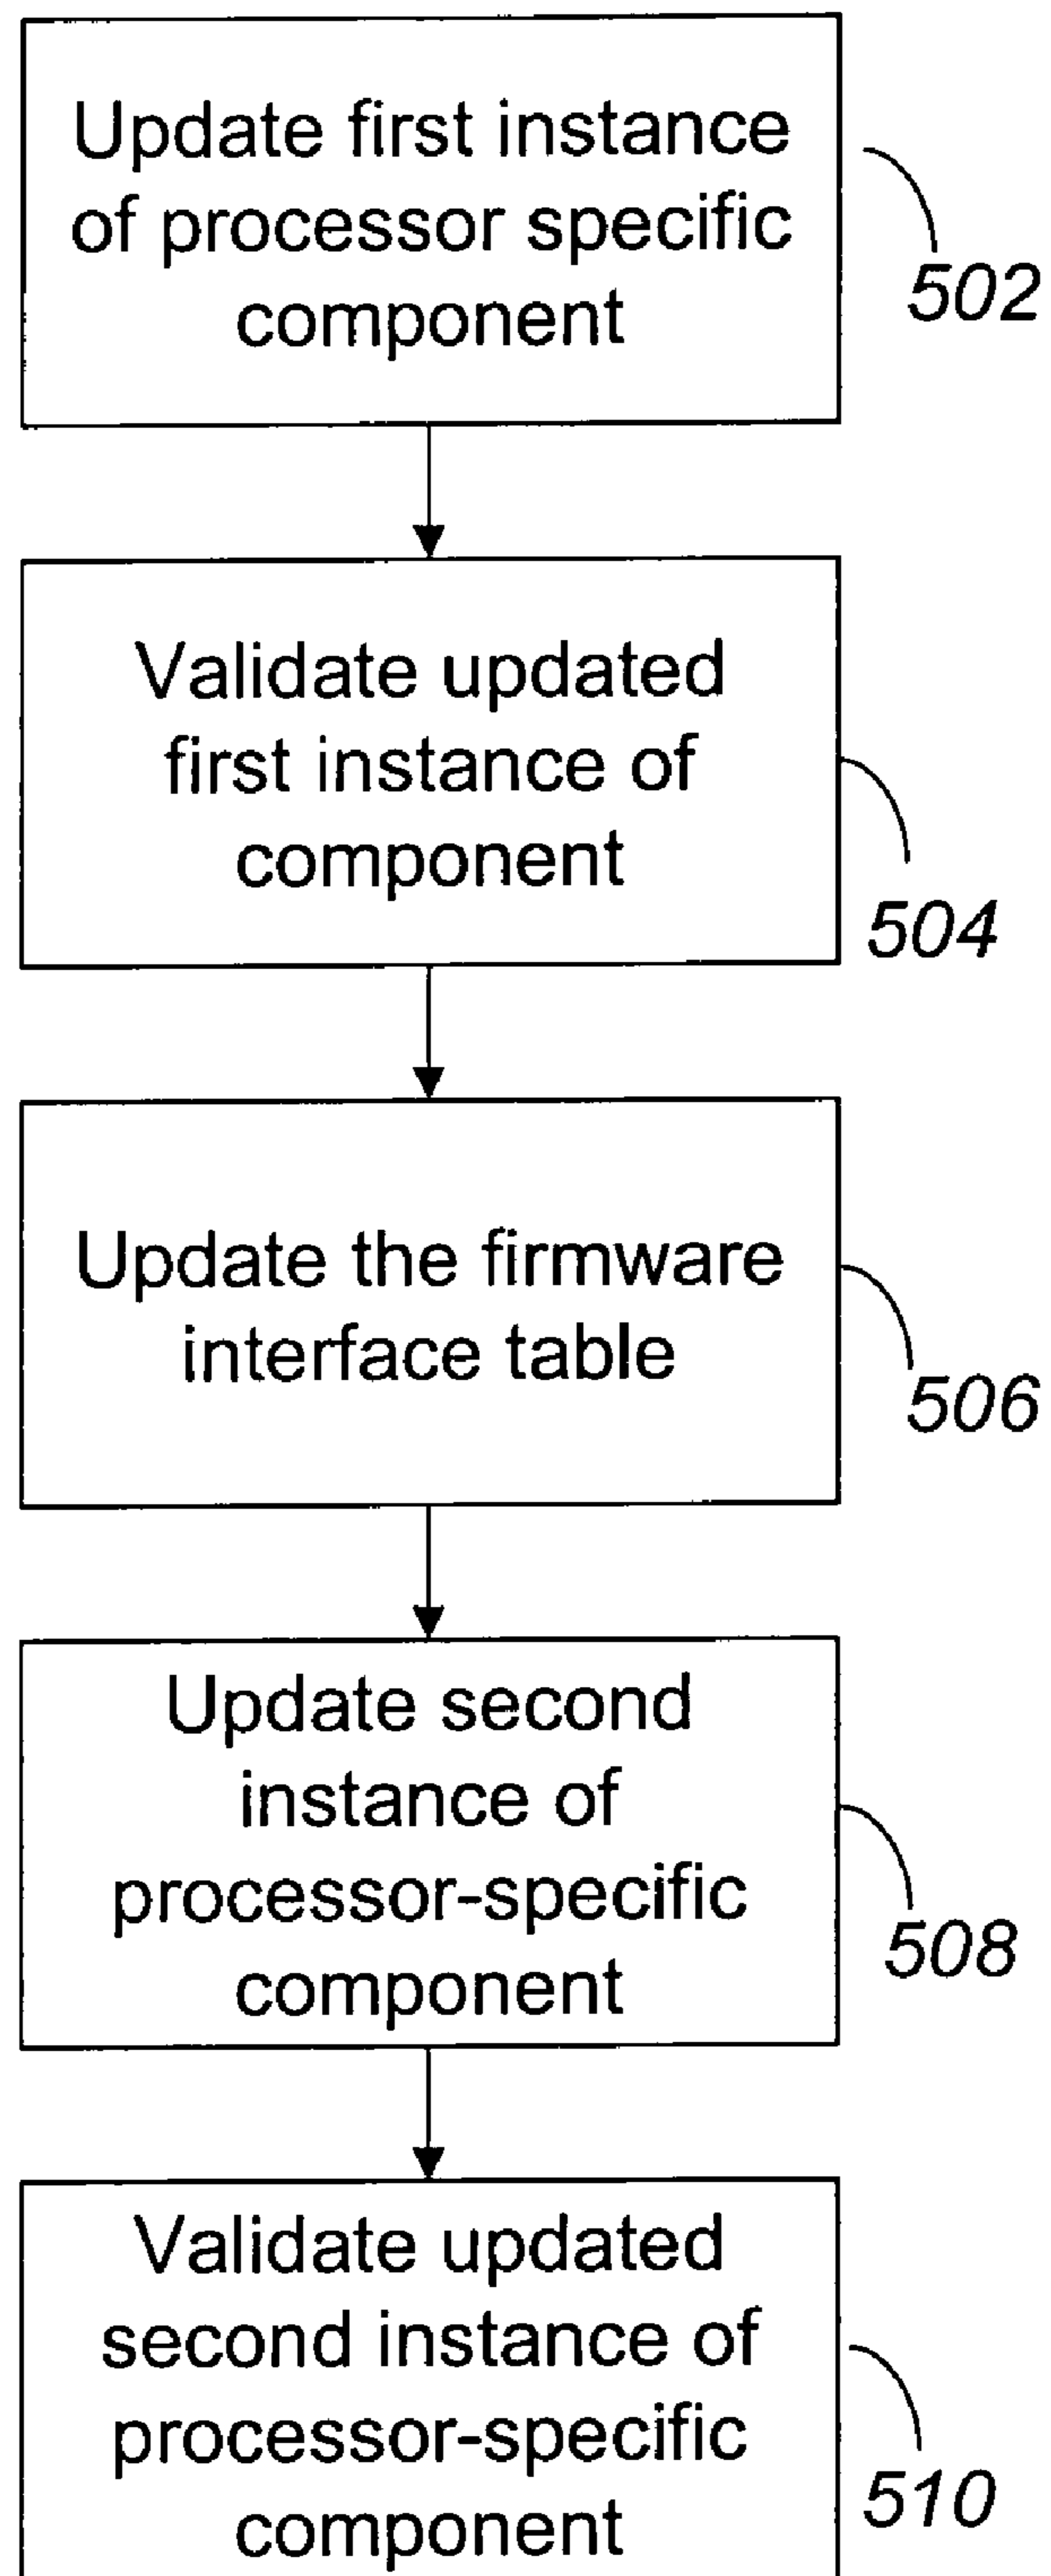 Update first instance
of processor specific
component
502
Validate updated
first instance of
component
504
Update the firmware
interface table
506
Update second
instance of
processor-specific
component
508
Validate updated
second instance of
processor-specific
component
510